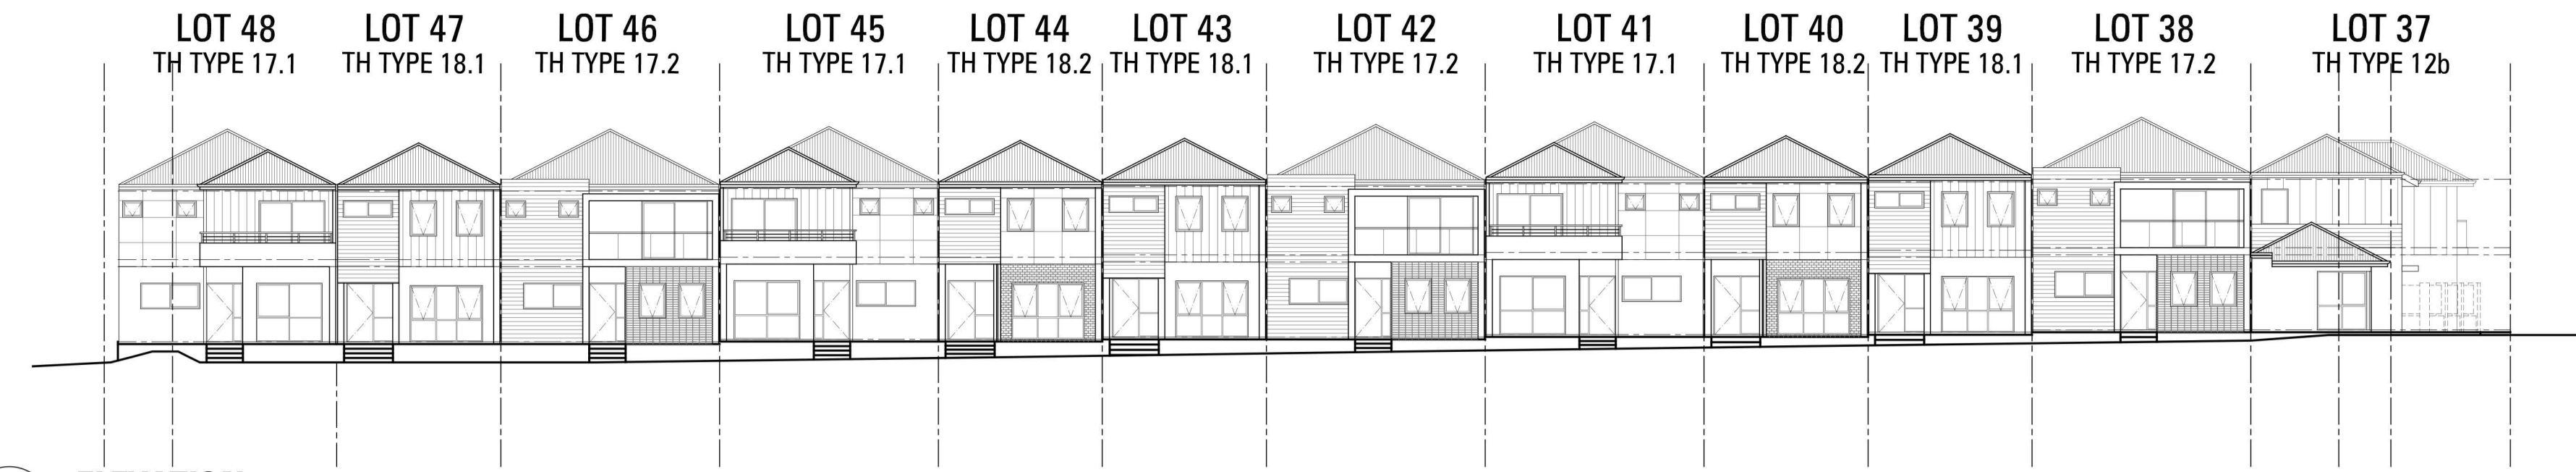 LOT 48
TH TYPE 17.1
LOT 47
TH TYPE 18.1
LOT 46
TH TYPE 17.2
LOT 45
TH TYPE 17.1
LOT 44
TH TYPE 18.2
LOT 43
TH TYPE 18.1
LOT 42
TH TYPE 17.2
LOT 41
TH TYPE 17.1
LOT 40
TH TYPE 18.2
LOT 39
TH TYPE 18.1
LOT 38
TH TYPE 17.2
LOT 37
TH TYPE 12b